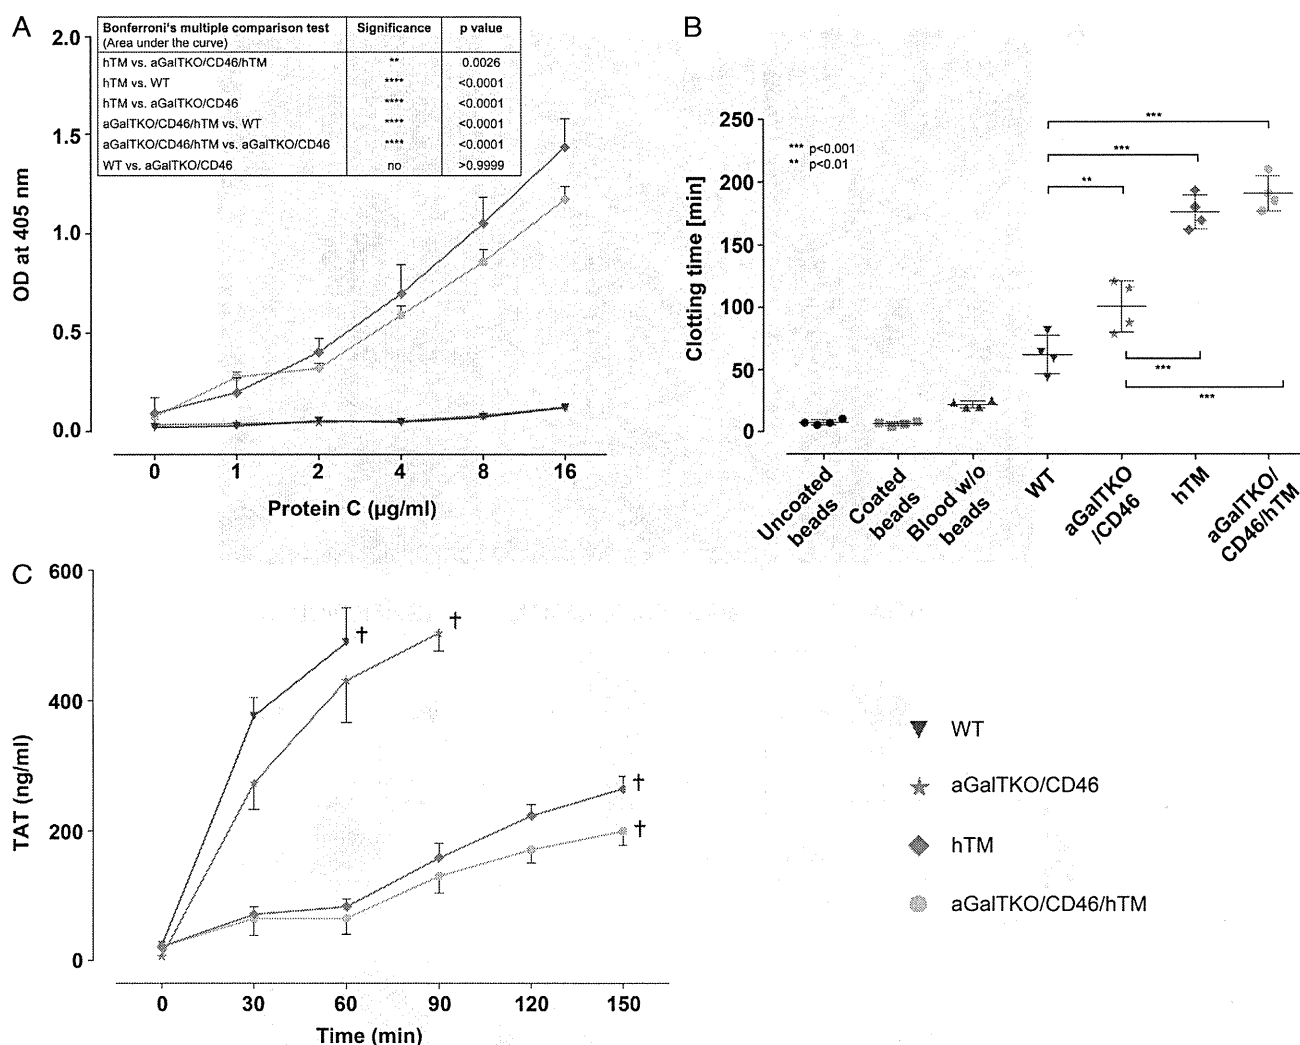 A
Bonferroni's multiple comparison test Significance p value
(Area under the curve)
hTM vs. aGalTKO/CD46/hTM ** 0.0026
hTM vs. WT **** <0.0001
hTM vs. aGalTKO/CD46 **** <0.0001
aGalTKO/CD46/hTM vs. WT **** <0.0001
aGalTKO/CD46/hTM vs. aGalTKO/CD46 **** <0.0001
WT vs. aGalTKO/CD46 no >0.9999
2.0
1.5
1.0
0.5
0.0
OD at 405 nm
0 1 2 4 8 16
Protein C (µg/ml)
B
250
200
150
100
50
0
Clotting time [min]
*** p<0.001
** p<0.01
***
***
**
***
***
Uncoated
beads
Coated
beads
Blood w/o
beads
WT
aGalTKO
/CD46
hTM
aGalTKO/
CD46/hTM
C
600
400
200
0
TAT (ng/ml)
†
†
†
†
0 30 60 90 120 150
Time (min)
WT
aGalTKO/CD46
hTM
aGalTKO/CD46/hTM